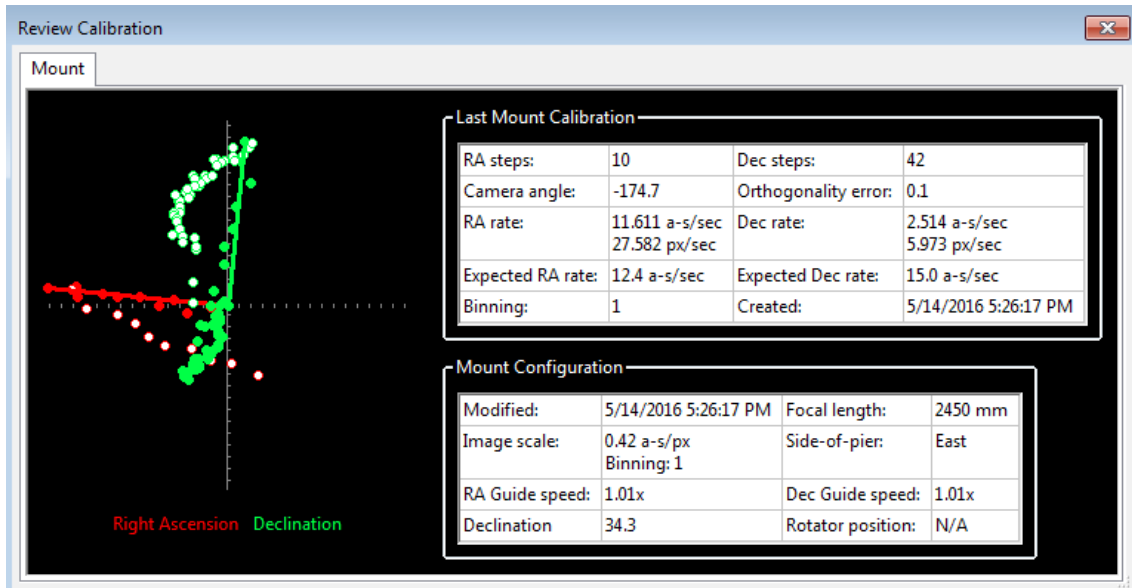 Review Calibration
Mount
Last Mount Calibration
RA steps: 10 Dec steps: 42
Camera angle: -174.7 Orthogonality error: 0.1
RA rate: 11.611 a-s/sec Dec rate: 2.514 a-s/sec
27.582 px/sec 5.973 px/sec
Expected RA rate: 12.4 a-s/sec Expected Dec rate: 15.0 a-s/sec
Binning: 1 Created: 5/14/2016 5:26:17 PM
Mount Configuration
Modified: 5/14/2016 5:26:17 PM Focal length: 2450 mm
Image scale: 0.42 a-s/px Side-of-pier: East
Binning: 1
RA Guide speed: 1.01x Dec Guide speed: 1.01x
Declination 34.3 Rotator position: N/A
Right Ascension Declination